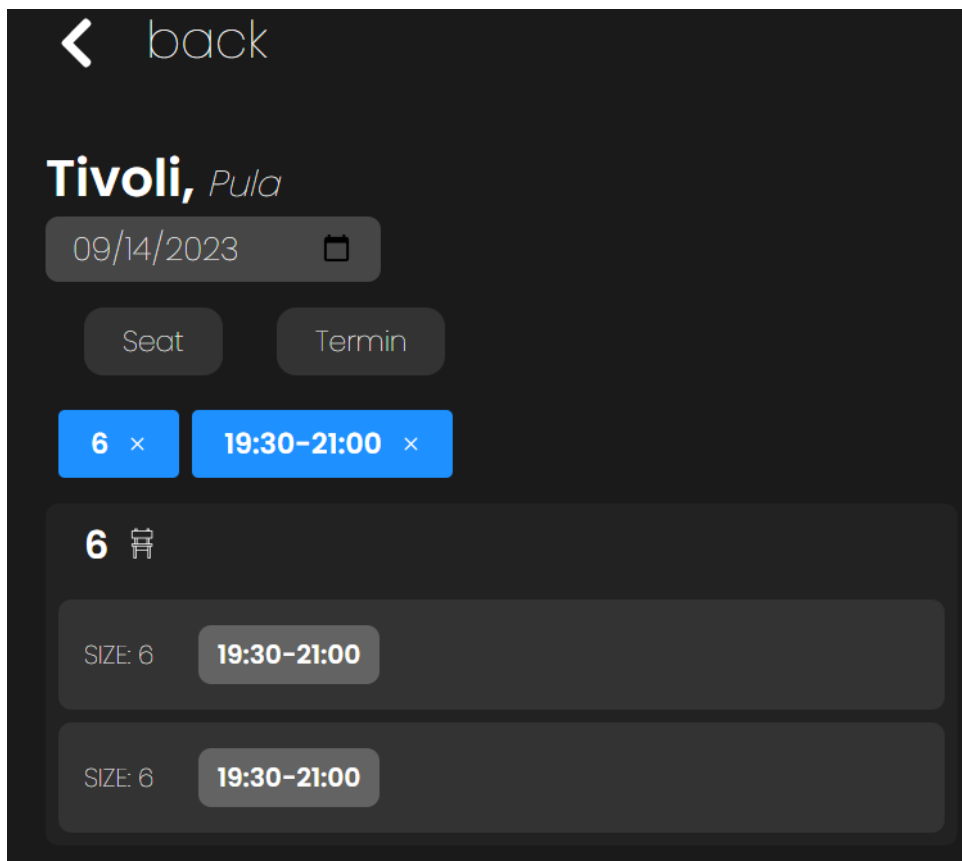 back
Tivoli, Pula
09/14/2023
Seat Termin
6 × 19:30-21:00 ×
6
SIZE: 6 19:30-21:00
SIZE: 6 19:30-21:00